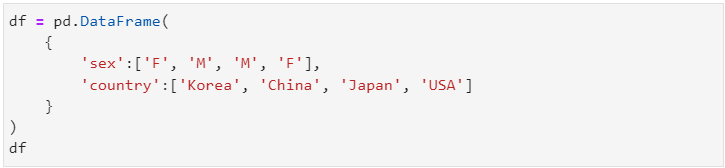 df = pd.DataFrame(
    {
        'sex':['F', 'M', 'M', 'F'],
        'country':['Korea', 'China', 'Japan', 'USA']
    }
)
df